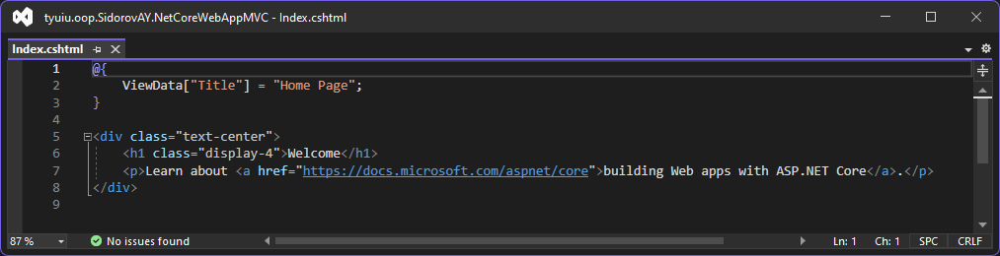 tyuiu.oop.SidorovAY.NetCoreWebAppMVC - Index.cshtml
Index.cshtml
1 @{
2     ViewData["Title"] = "Home Page";
3 }
4
5 <div class="text-center">
6     <h1 class="display-4">Welcome</h1>
7     <p>Learn about <a href="https://docs.microsoft.com/aspnet/core">building Web apps with ASP.NET Core</a>.</p>
8 </div>
9
87 % No issues found Ln: 1 Ch: 1 SPC CRLF